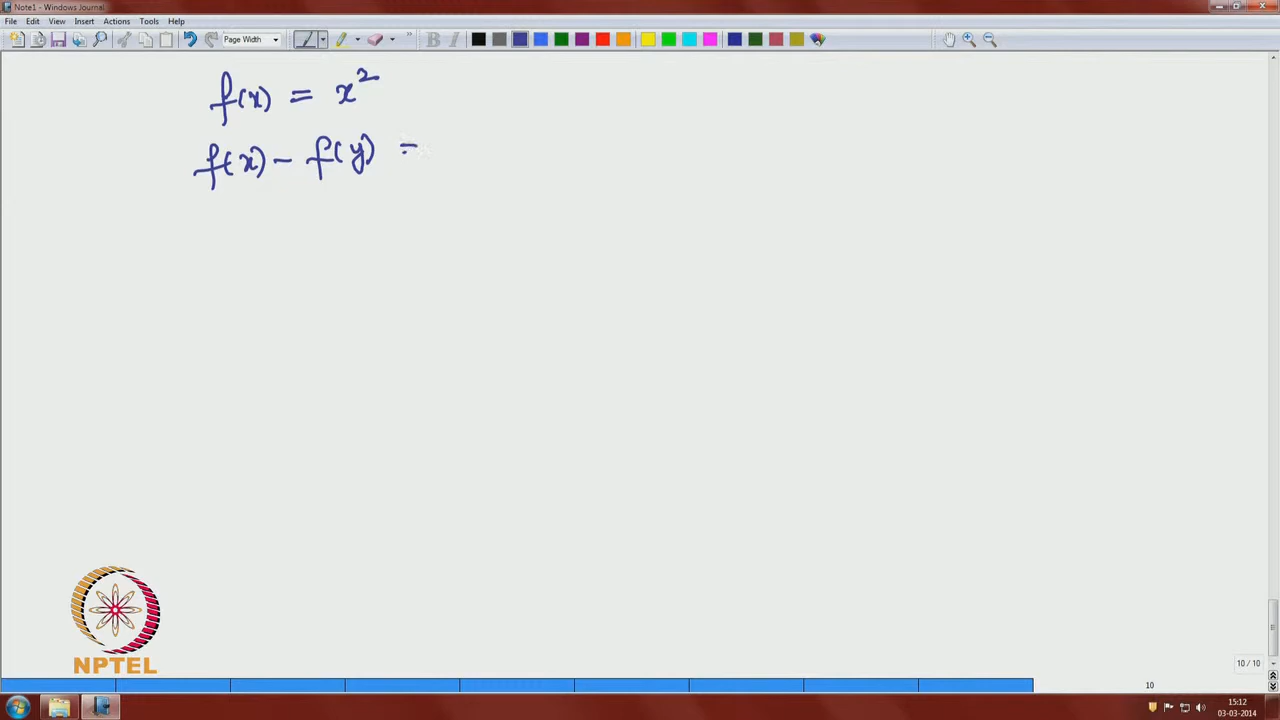 Note1 - Windows Journal
File Edit View Insert Actions Tools Help
Page Width
B I
f(x) = x²
f(x) - f(y) =
NPTEL
10 / 10
10
15:12
03-03-2014